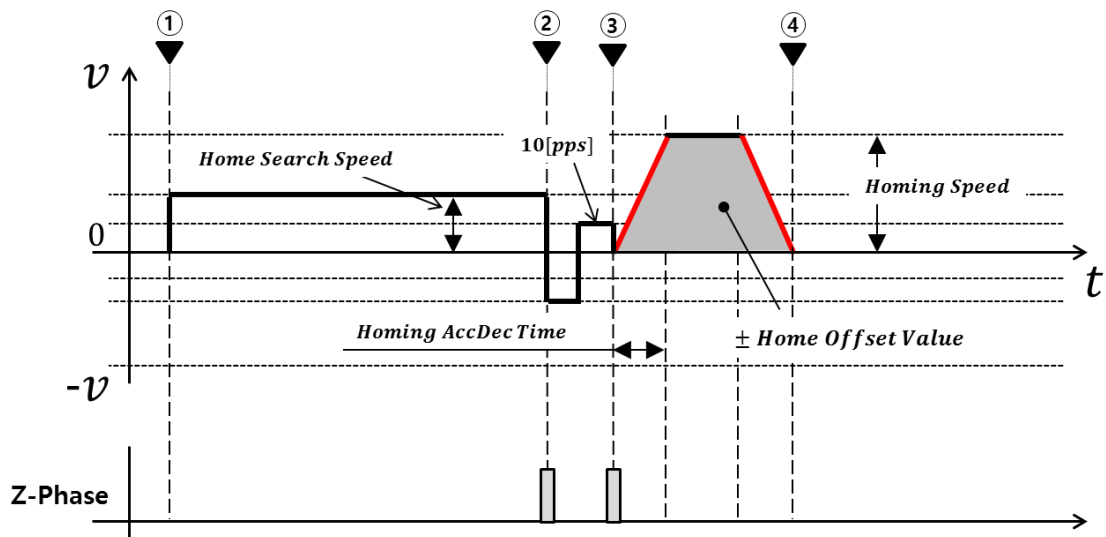 ① ② ③ ④
v
10[pps]
Home Search Speed
Homing Speed
0
t
Homing AccDec Time
± Home Offset Value
-v
Z-Phase